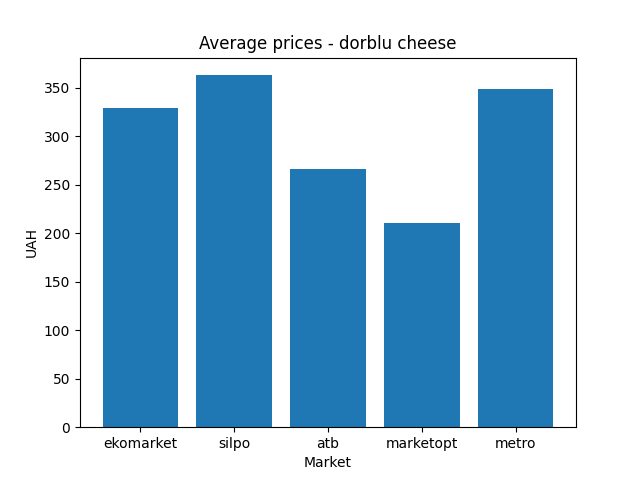 Average prices - dorblu cheese
UAH
350
300
250
200
150
100
50
0
ekomarket silpo atb marketopt metro
Market